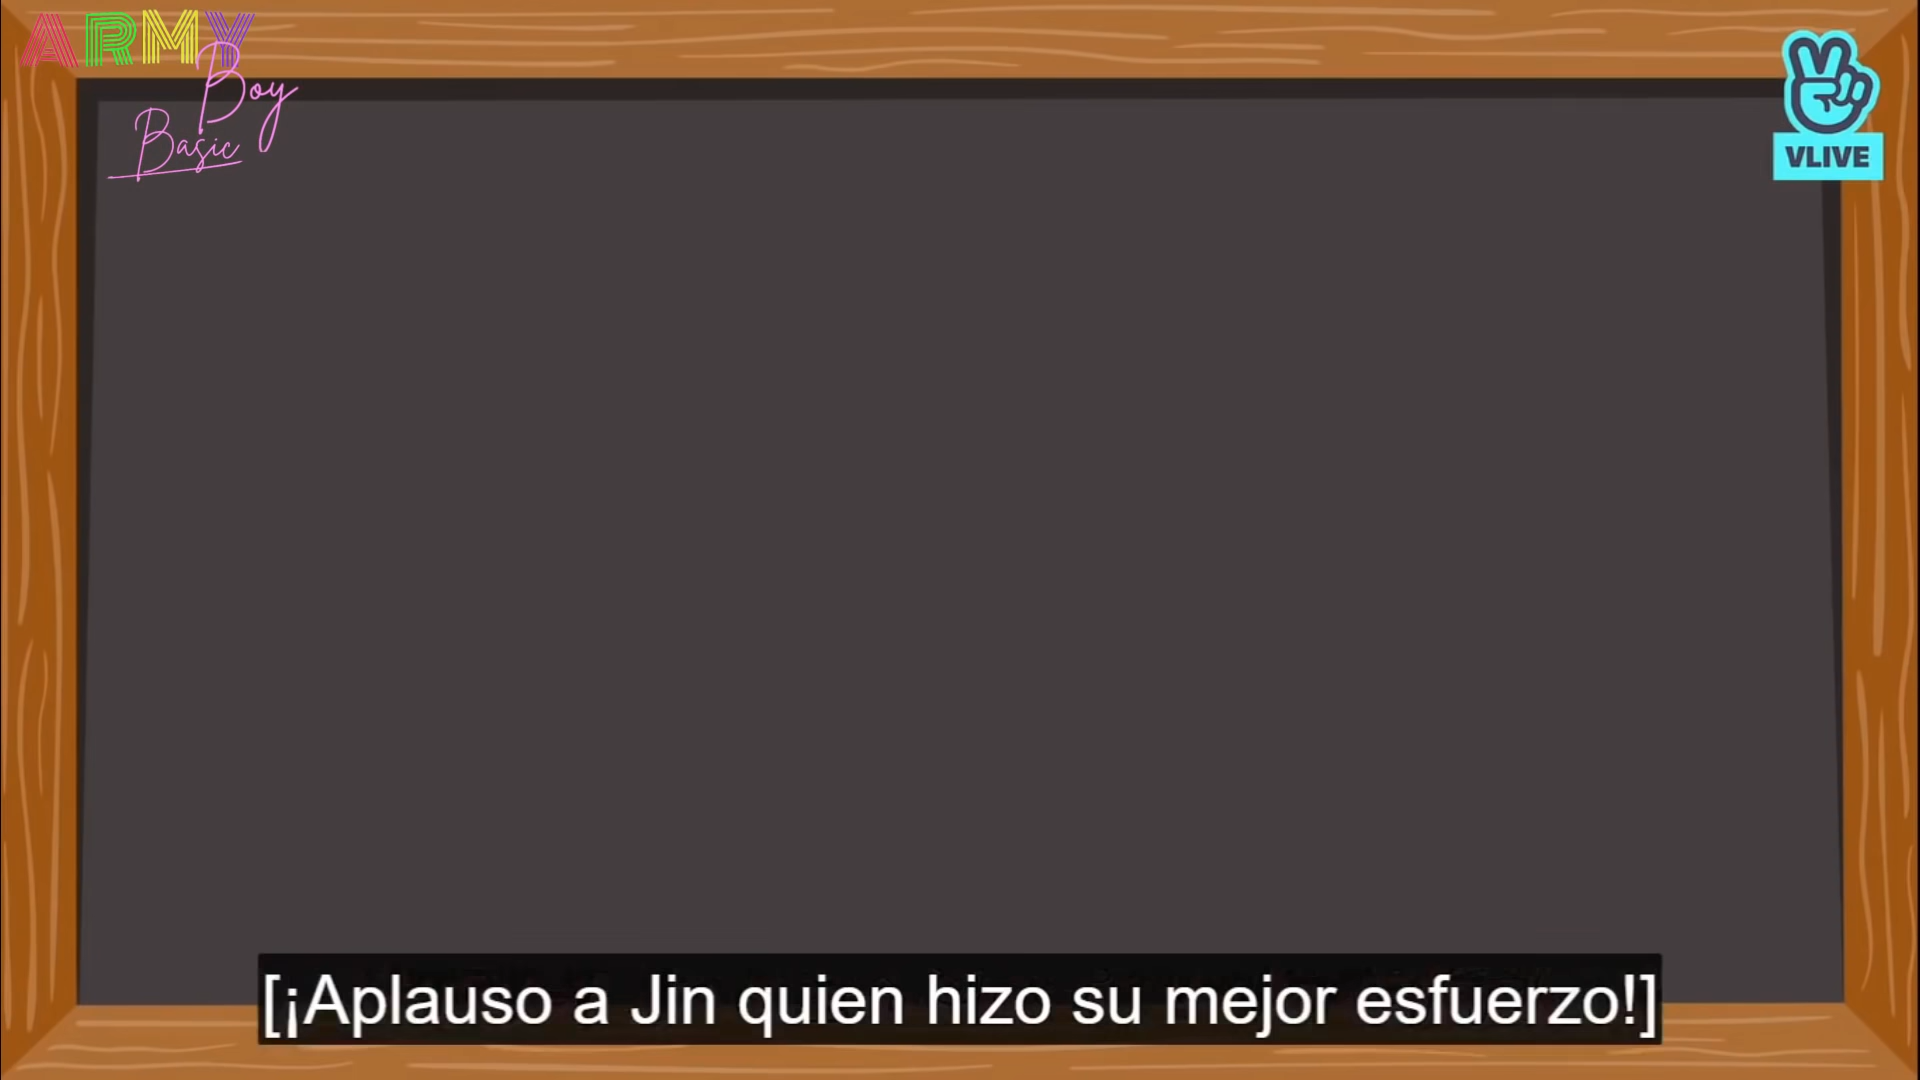 ARMY
Boy
Basic
VLIVE
[¡Aplauso a Jin quien hizo su mejor esfuerzo!]